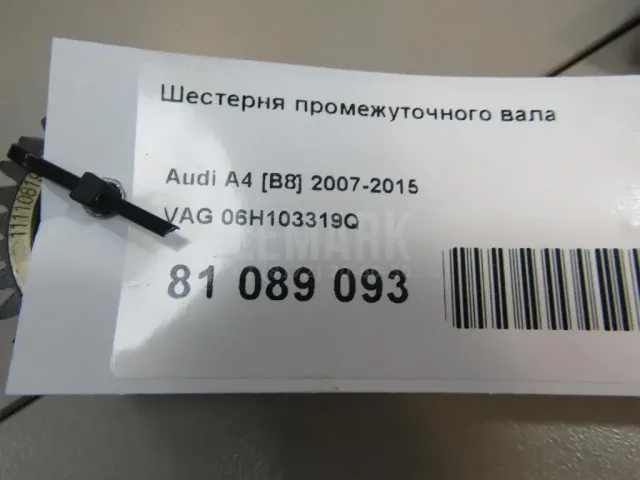 Шестерня промежуточного вала
Audi A4 [B8] 2007-2015
VAG 06H103319Q
81 089 093